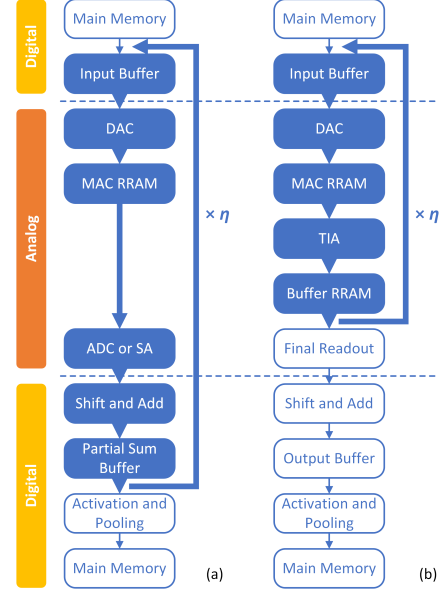 Digital
Analog
Digital
Main Memory
Input Buffer
DAC
MAC RRAM
ADC or SA
Shift and Add
Partial Sum
Buffer
Activation and
Pooling
Main Memory
× η
(a)
Main Memory
Input Buffer
DAC
MAC RRAM
TIA
Buffer RRAM
Final Readout
Shift and Add
Output Buffer
Activation and
Pooling
Main Memory
× η
(b)